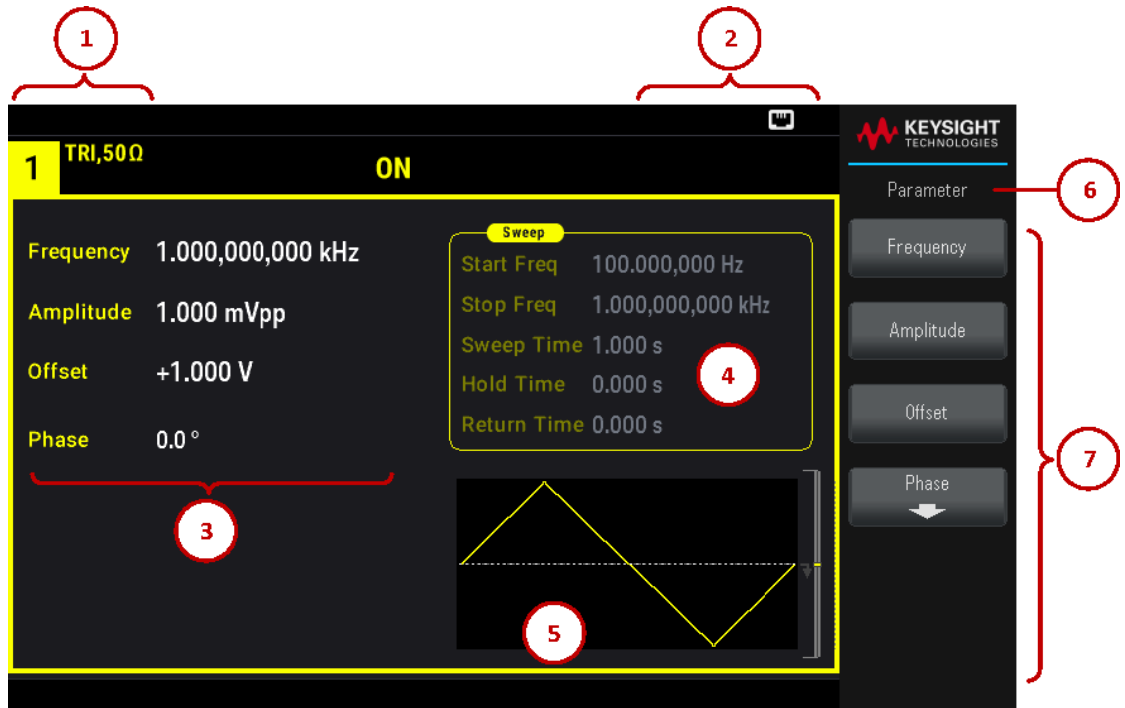 1
2
KEYSIGHT
TECHNOLOGIES
1
TRI,50Ω
ON
Parameter
6
Frequency 1.000,000,000 kHz
Amplitude 1.000 mVpp
Offset +1.000 V
Phase 0.0 °
3
Sweep
Start Freq 100.000,000 Hz
Stop Freq 1.000,000,000 kHz
Sweep Time 1.000 s
Hold Time 0.000 s
Return Time 0.000 s
4
5
Frequency
Amplitude
Offset
Phase
7